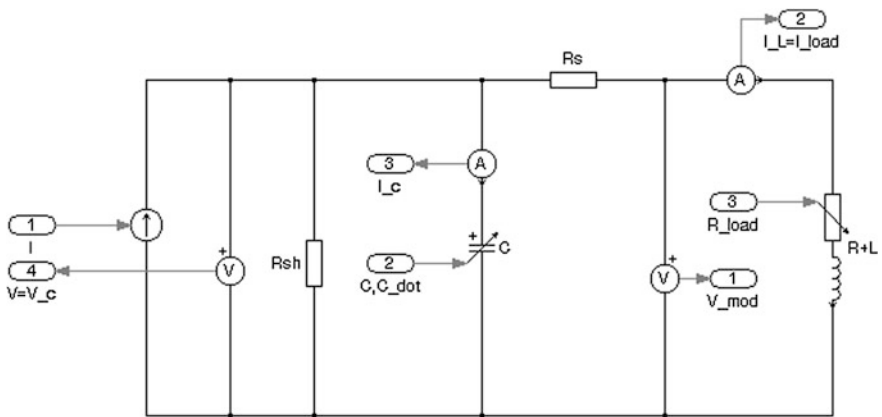 2
I_L=I_load
Rs
A
3
I_c
A
1
I
4
V=V_c
+
V
Rsh
2
C,C_dot
+
C
+
V
1
V_mod
3
R_load
R+L